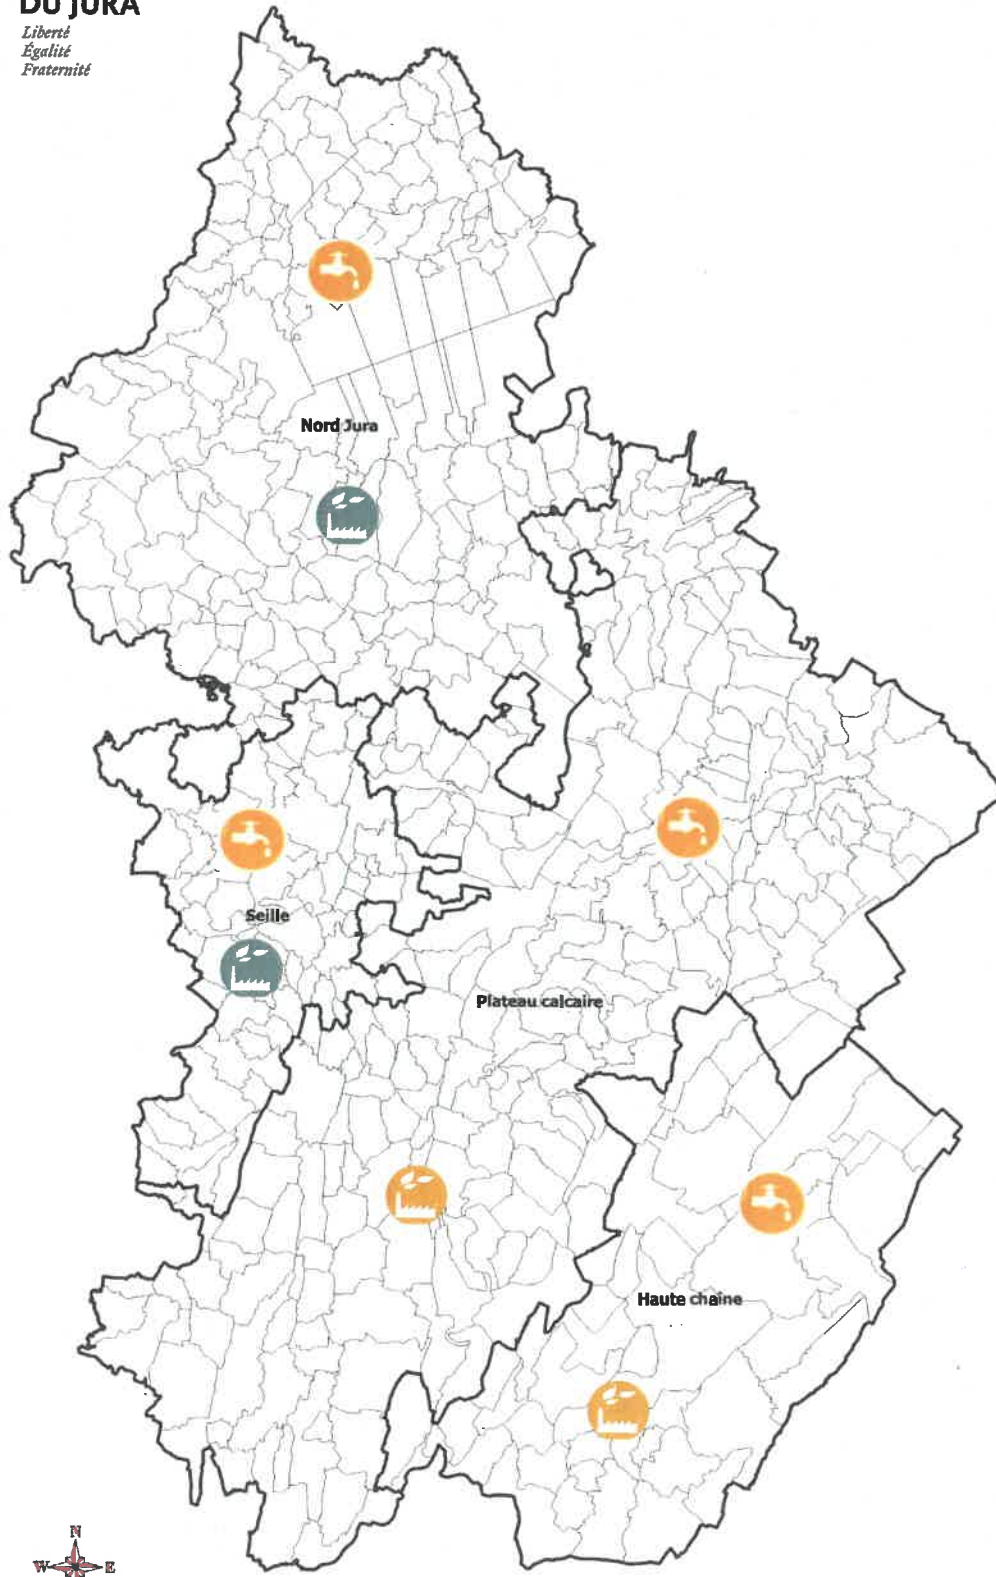 DU JURA
Liberté
Égalité
Fraternité
Nord Jura
Seille
Plateau calcaire
Haute chaîne
N
W E